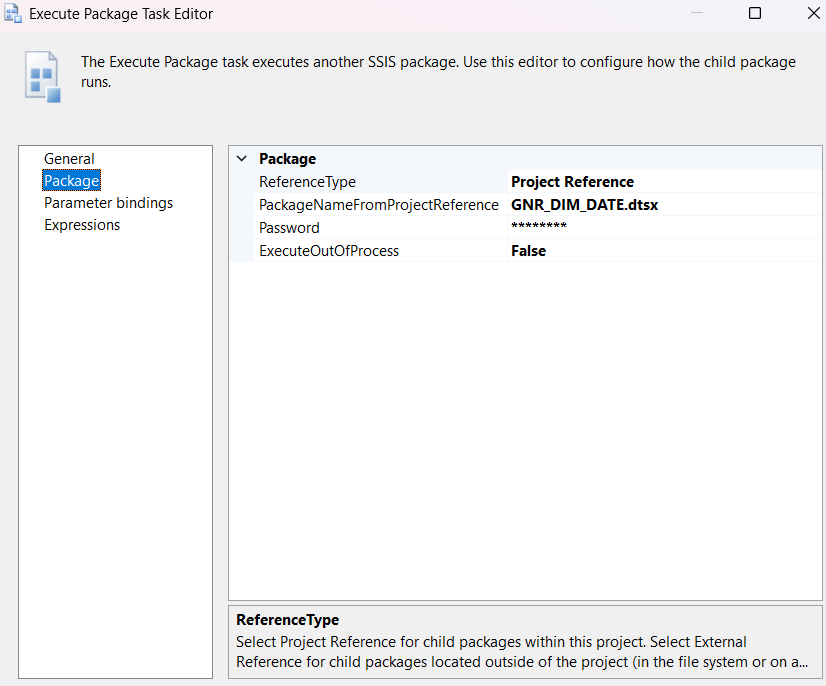 Execute Package Task Editor
The Execute Package task executes another SSIS package. Use this editor to configure how the child package
runs.
General
Package
Parameter bindings
Expressions
Package
ReferenceType Project Reference
PackageNameFromProjectReference GNR_DIM_DATE.dtsx
Password ********
ExecuteOutOfProcess False
ReferenceType
Select Project Reference for child packages within this project. Select External
Reference for child packages located outside of the project (in the file system or on a...